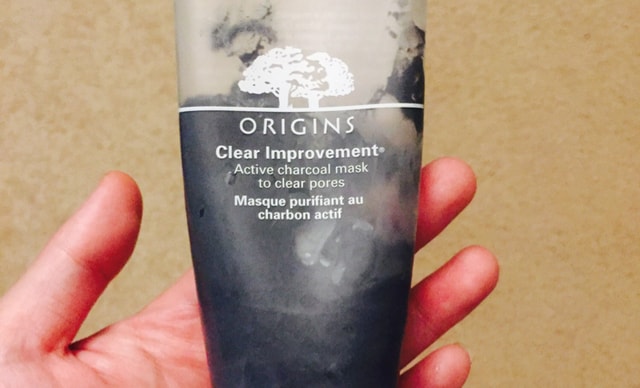 ORIGINS
Clear Improvement®
Active charcoal mask
to clear pores
Masque purifiant au
charbon actif